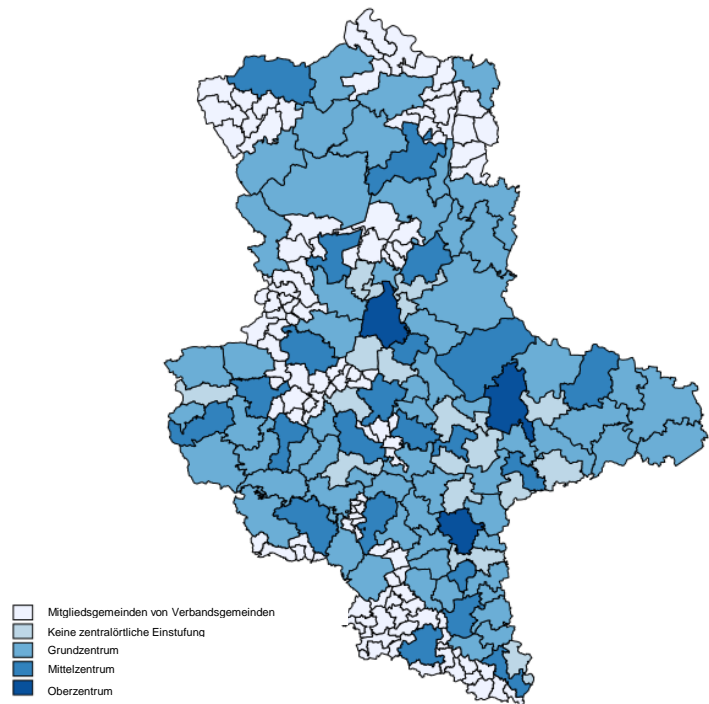 Mitgliedsgemeinden von Verbandsgemeinden
Keine zentralörtliche Einstufung
Grundzentrum
Mittelzentrum
Oberzentrum